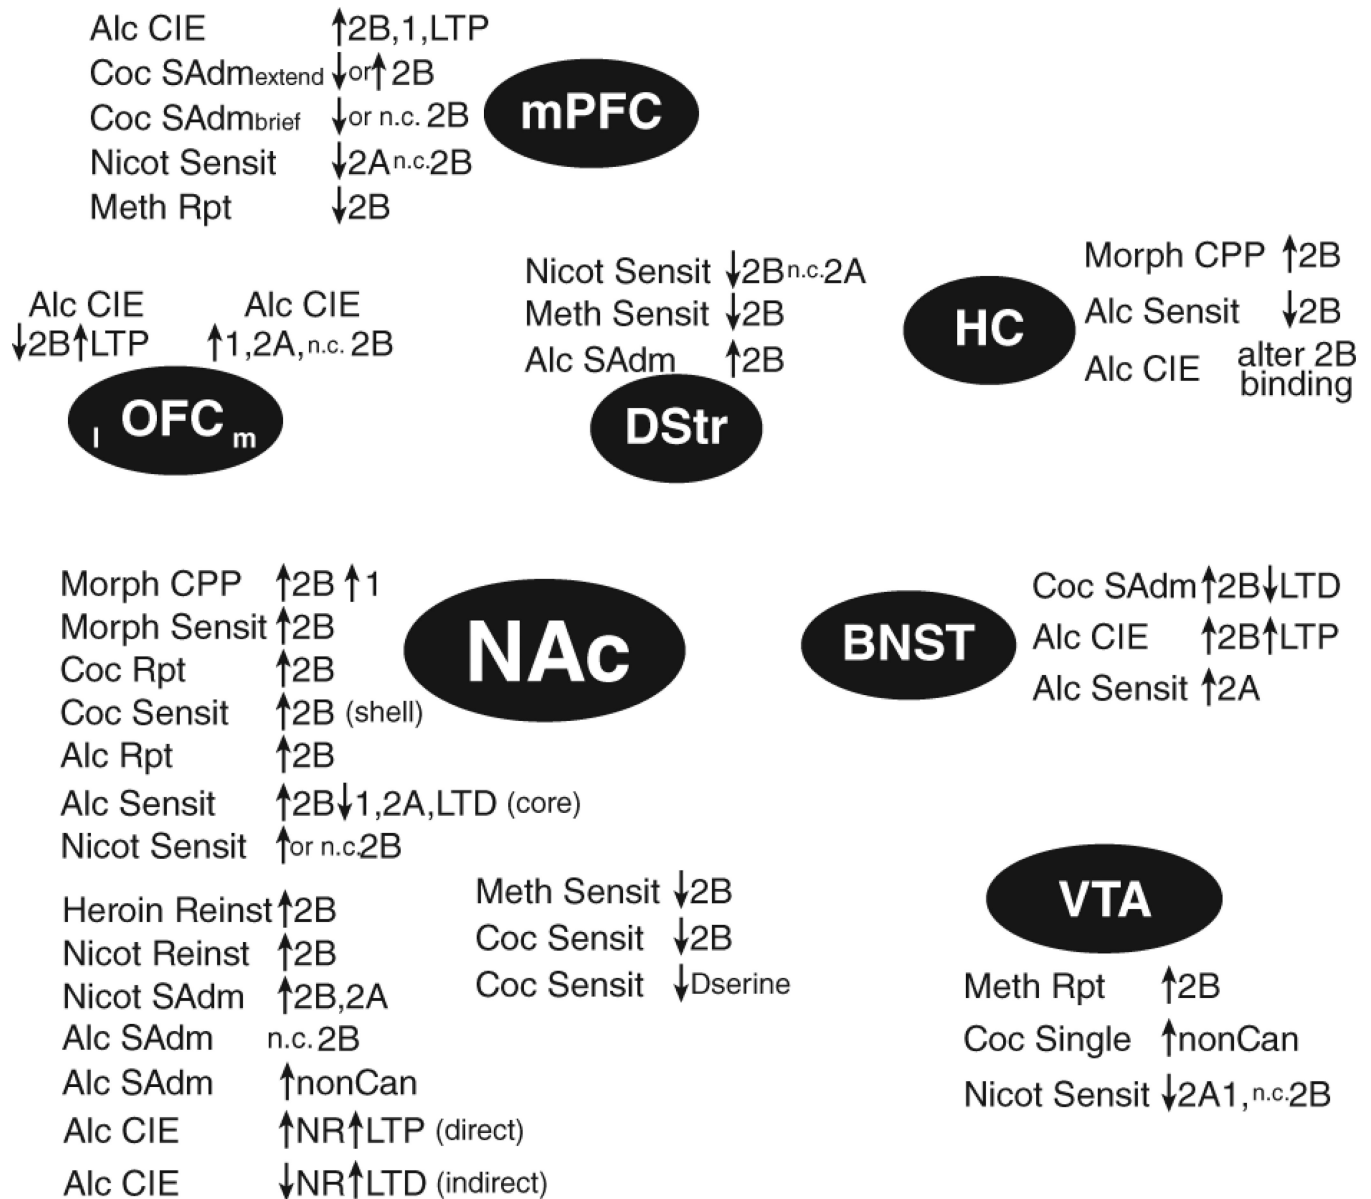 Alc CIE ↑2B,1,LTP
Coc SAdmextend ↓or↑ 2B
Coc SAdmbrief ↓or n.c. 2B
Nicot Sensit ↓2A n.c. 2B
Meth Rpt ↓2B
mPFC
Alc CIE
↓2B↑LTP
Alc CIE
↑1,2A, n.c. 2B
l OFC m
Nicot Sensit ↓2B n.c. 2A
Meth Sensit ↓2B
Alc SAdm ↑2B
DStr
HC
Morph CPP ↑2B
Alc Sensit ↓2B
Alc CIE alter 2B
binding
Morph CPP ↑2B ↑1
Morph Sensit ↑2B
Coc Rpt ↑2B
Coc Sensit ↑2B (shell)
Alc Rpt ↑2B
Alc Sensit ↑2B↓1,2A,LTD (core)
Nicot Sensit ↑or n.c. 2B
Heroin Reinst ↑2B
Nicot Reinst ↑2B
Nicot SAdm ↑2B,2A
Alc SAdm n.c. 2B
Alc SAdm ↑nonCan
Alc CIE ↑NR↑LTP (direct)
Alc CIE ↓NR↑LTD (indirect)
NAc
Meth Sensit ↓2B
Coc Sensit ↓2B
Coc Sensit ↓Dserine
BNST
Coc SAdm ↑2B↓LTD
Alc CIE ↑2B↑LTP
Alc Sensit ↑2A
VTA
Meth Rpt ↑2B
Coc Single ↑nonCan
Nicot Sensit ↓2A1, n.c. 2B